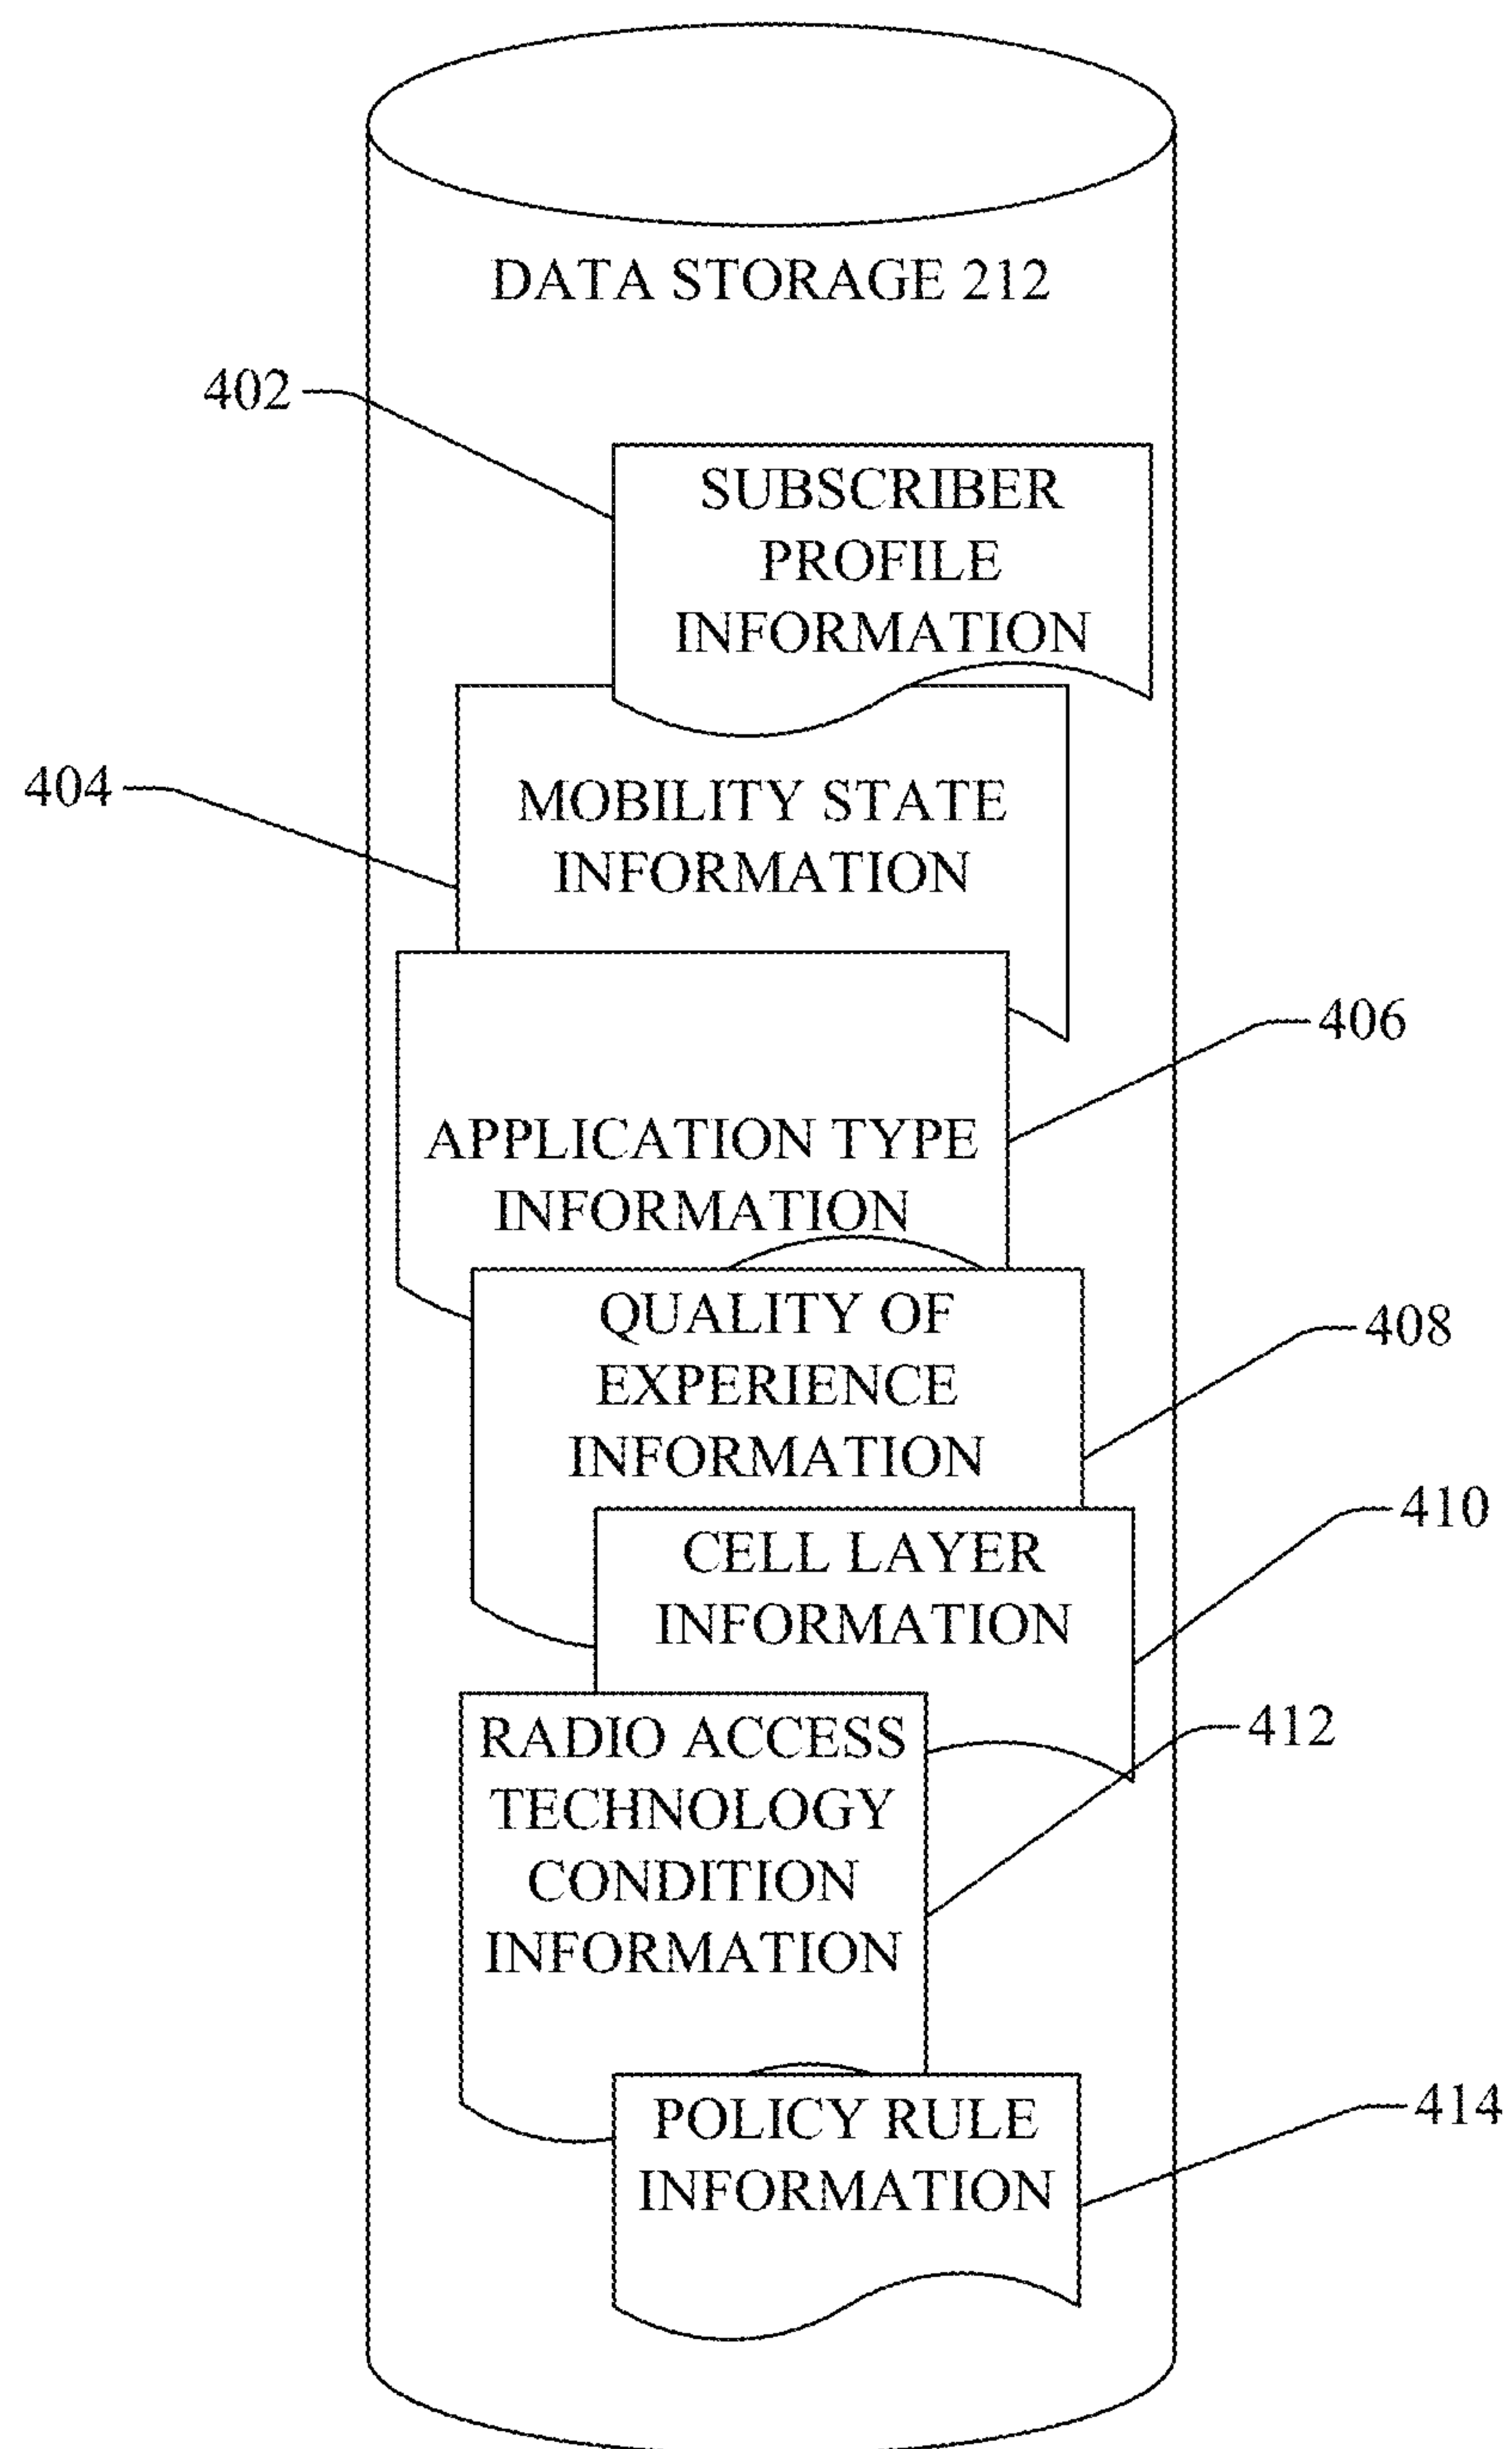 DATA STORAGE 212
402
SUBSCRIBER
PROFILE
INFORMATION
404
MOBILITY STATE
INFORMATION
406
APPLICATION TYPE
INFORMATION
408
QUALITY OF
EXPERIENCE
INFORMATION
410
CELL LAYER
INFORMATION
412
RADIO ACCESS
TECHNOLOGY
CONDITION
INFORMATION
414
POLICY RULE
INFORMATION